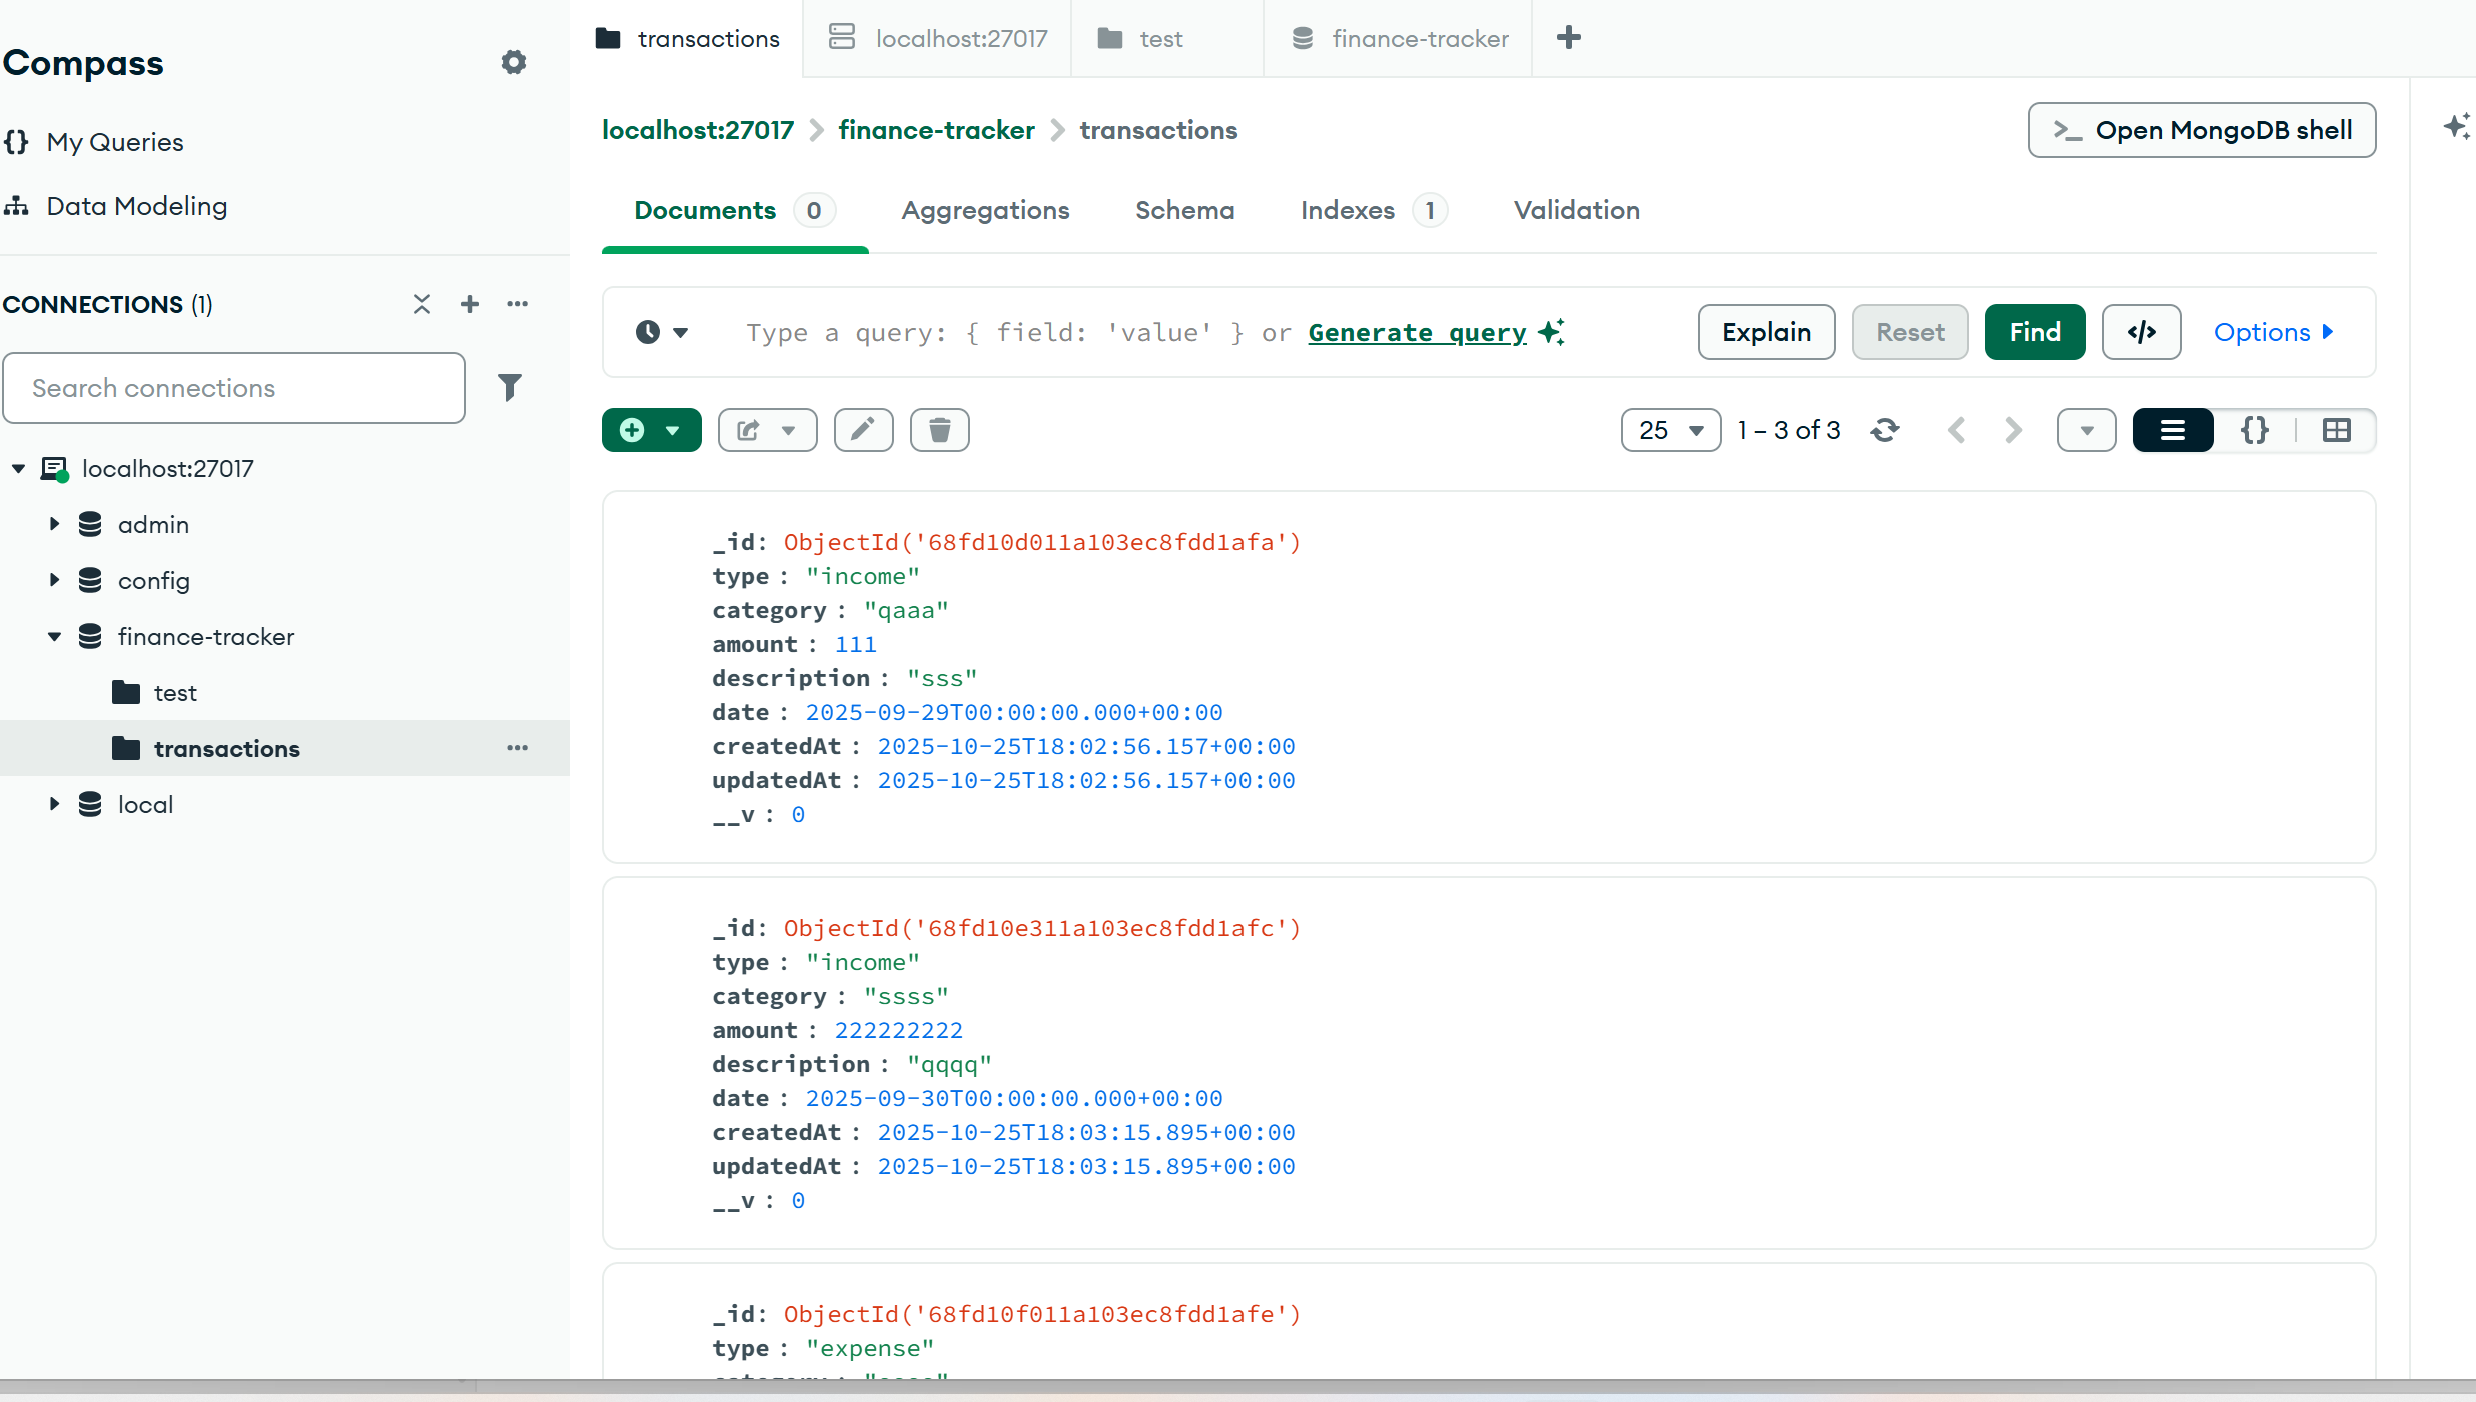 Compass
My Queries
Data Modeling
CONNECTIONS (1)
Search connections
localhost:27017
admin
config
finance-tracker
test
transactions
local
transactions
localhost:27017
test
finance-tracker
localhost:27017 > finance-tracker > transactions
>_ Open MongoDB shell
Documents 0 Aggregations Schema Indexes 1 Validation
Type a query: { field: 'value' } or Generate query
Explain Reset Find </> Options
25 1 – 3 of 3 {}
_id: ObjectId('68fd10d011a103ec8fdd1afa')
type : "income"
category : "qaaa"
amount : 111
description : "sss"
date : 2025-09-29T00:00:00.000+00:00
createdAt : 2025-10-25T18:02:56.157+00:00
updatedAt : 2025-10-25T18:02:56.157+00:00
__v : 0
_id: ObjectId('68fd10e311a103ec8fdd1afc')
type : "income"
category : "ssss"
amount : 222222222
description : "qqqq"
date : 2025-09-30T00:00:00.000+00:00
createdAt : 2025-10-25T18:03:15.895+00:00
updatedAt : 2025-10-25T18:03:15.895+00:00
__v : 0
_id: ObjectId('68fd10f011a103ec8fdd1afe')
type : "expense"